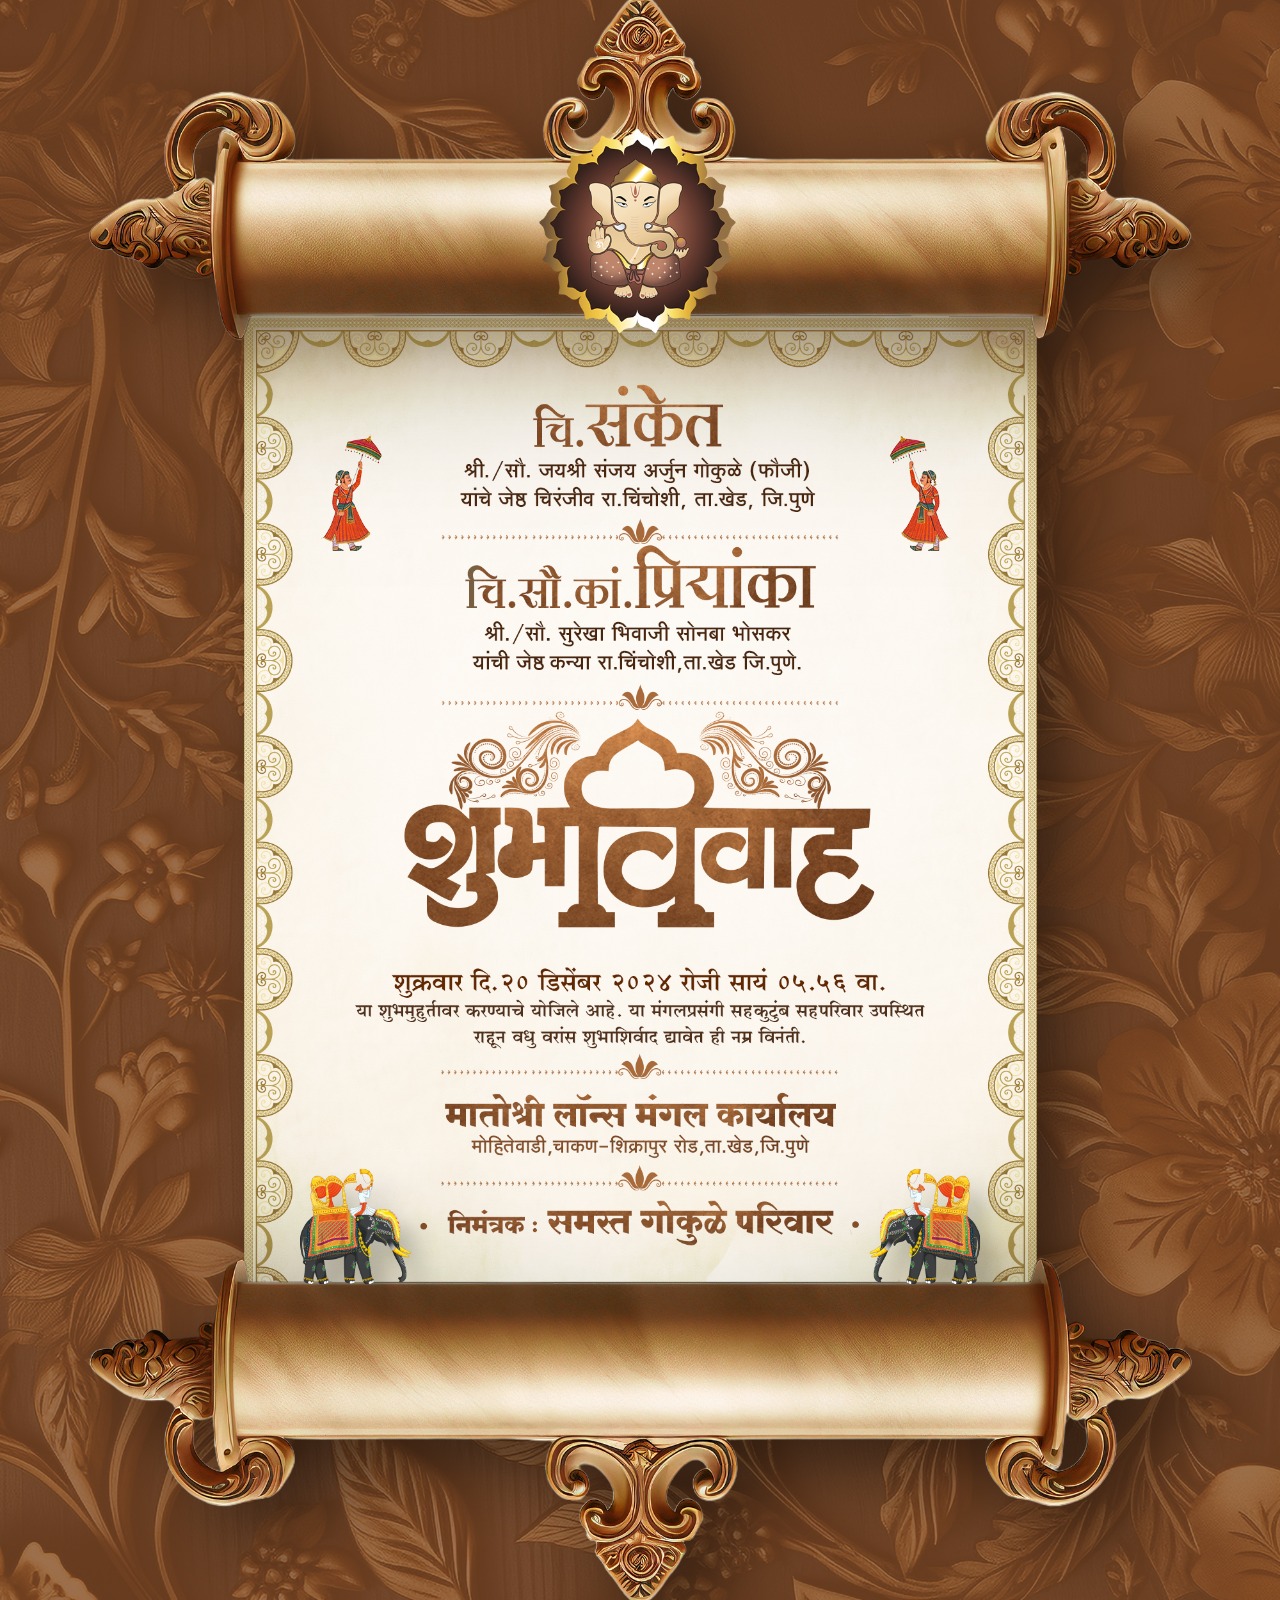 चि.संकेत
श्री./सौ. जयश्री संजय अर्जुन गोकुळे (फौजी)
यांचे जेष्ठ चिरंजीव रा.चिंचोशी, ता.खेड, जि.पुणे
चि.सौ.कां.प्रियांका
श्री./सौ. सुरेखा भिवाजी सोनबा भोसकर
यांची जेष्ठ कन्या रा.चिंचोशी,ता.खेड जि.पुणे.
शुभविवाह
शुक्रवार दि.२० डिसेंबर २०२४ रोजी सायं ०५.५६ वा.
या शुभमुहुर्तावर करण्याचे योजिले आहे. या मंगलप्रसंगी सहकुटुंब सहपरिवार उपस्थित
राहून वधु वरांस शुभाशिर्वाद द्यावेत ही नम्र विनंती.
मातोश्री लॉन्स मंगल कार्यालय
मोहितेवाडी,चाकण-शिक्रापुर रोड,ता.खेड,जि.पुणे
• निमंत्रक : समस्त गोकुळे परिवार •